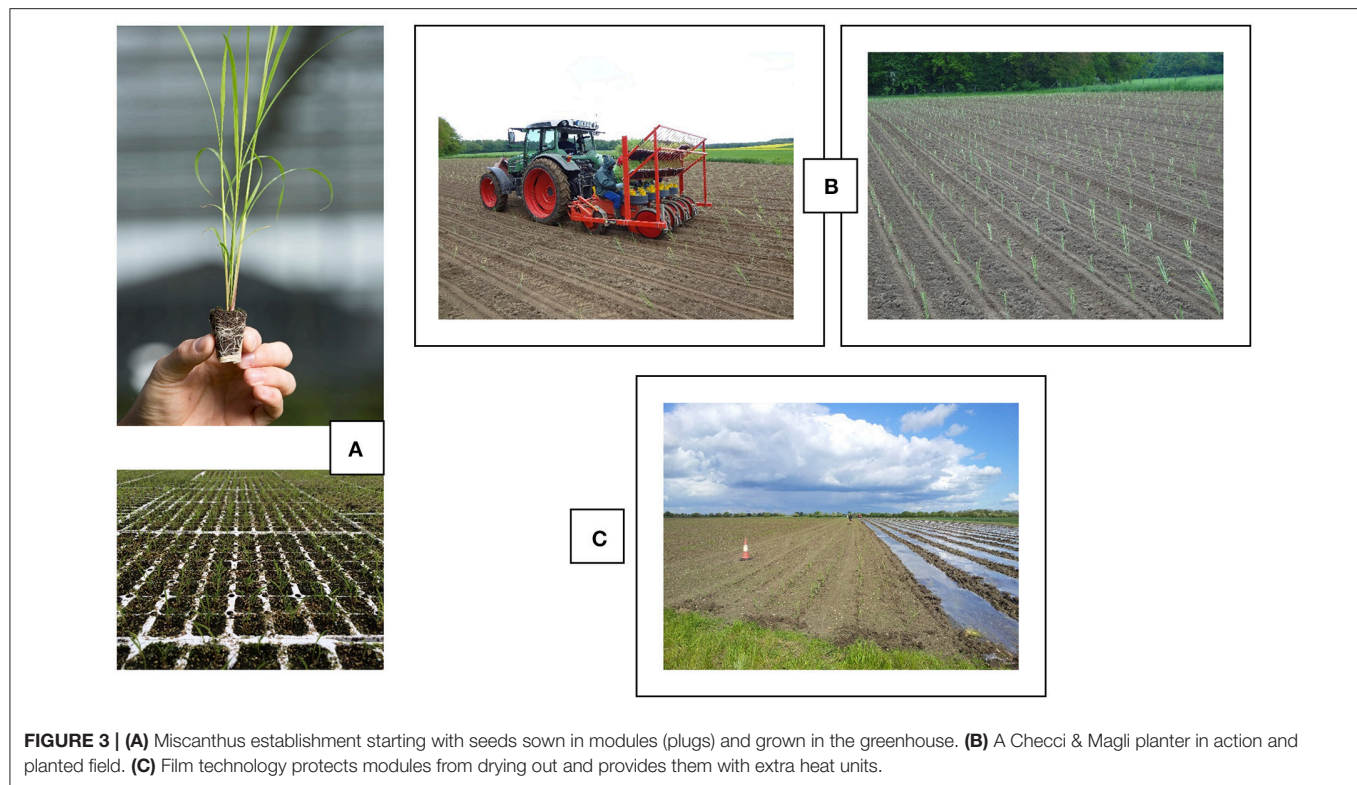 A
B
C
FIGURE 3 | (A) Miscanthus establishment starting with seeds sown in modules (plugs) and grown in the greenhouse. (B) A Checci & Magli planter in action and
planted field. (C) Film technology protects modules from drying out and provides them with extra heat units.